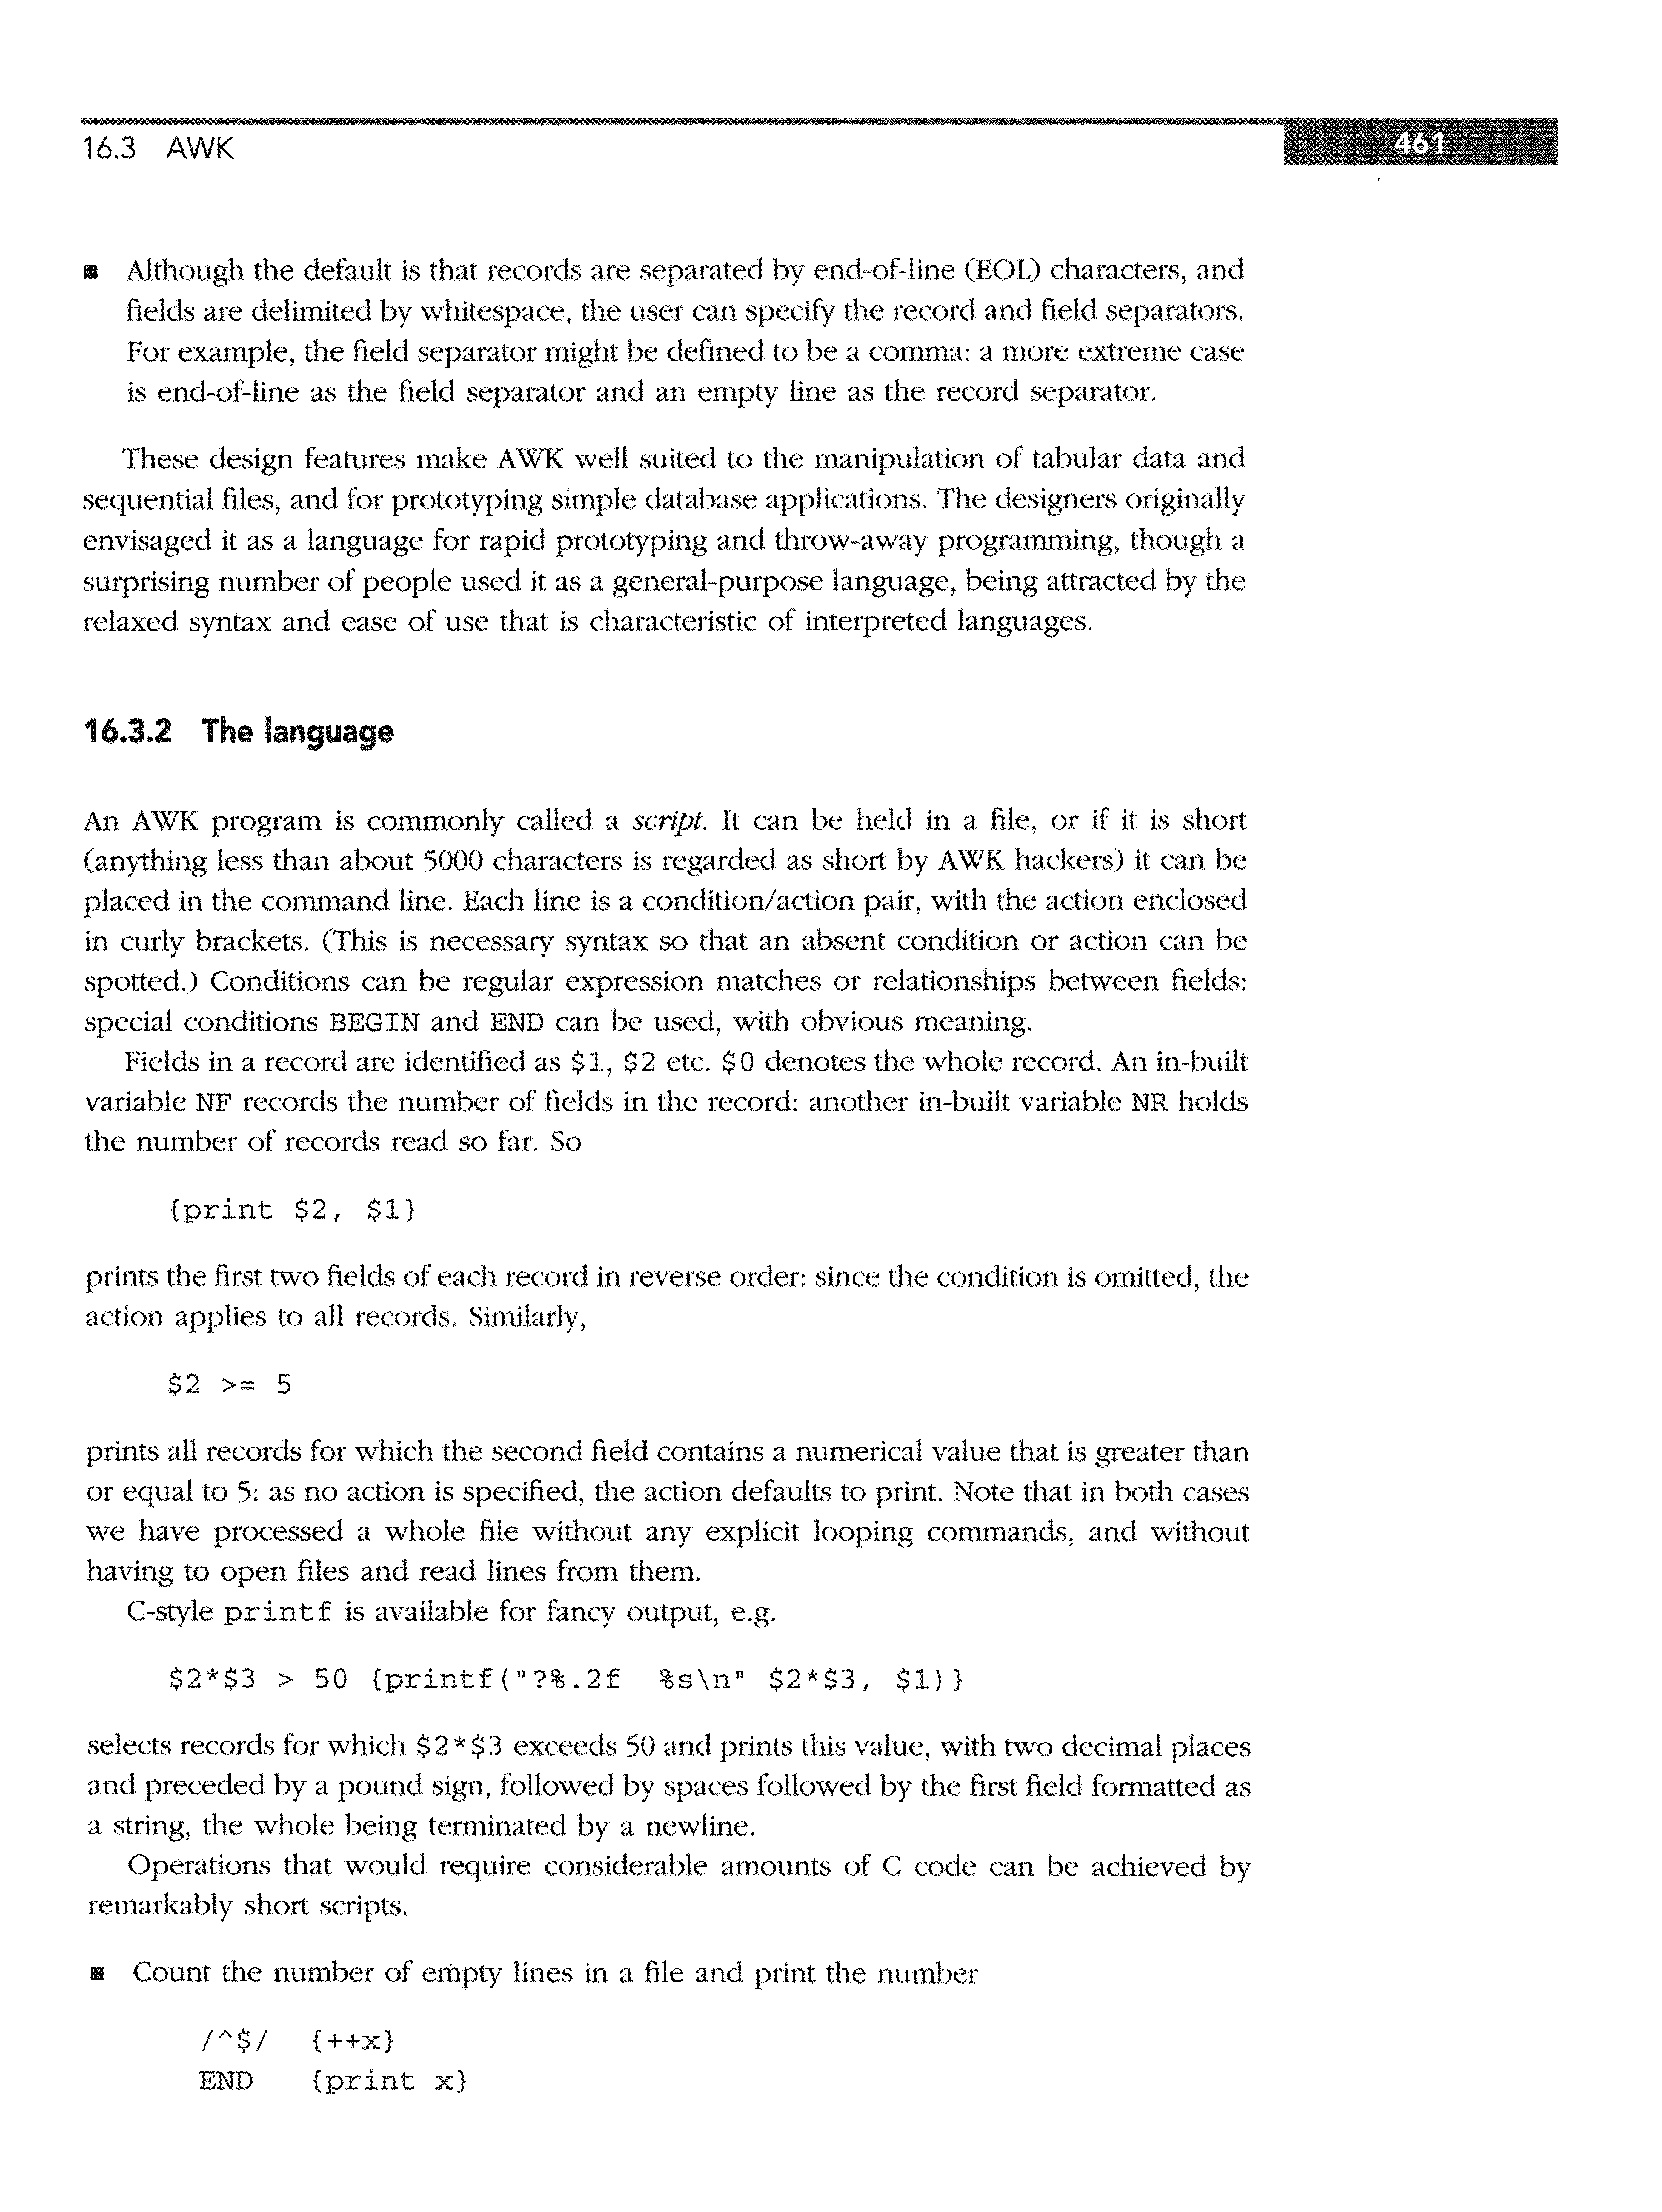 16.3 AWK
461
■ Although the default is that records are separated by end-of-line (EOL) characters, and
fields are delimited by whitespace, the user can specify the record and field separators.
For example, the field separator might be defined to be a comma: a more extreme case
is end-of-line as the field separator and an empty line as the record separator.
These design features make AWK well suited to the manipulation of tabular data and
sequential files, and for prototyping simple database applications. The designers originally
envisaged it as a language for rapid prototyping and throw-away programming, though a
surprising number of people used it as a general-purpose language, being attracted by the
relaxed syntax and ease of use that is characteristic of interpreted languages.
16.3.2 The language
An AWK program is commonly called a script. It can be held in a file, or if it is short
(anything less than about 5000 characters is regarded as short by AWK hackers) it can be
placed in the command line. Each line is a condition/action pair, with the action enclosed
in curly brackets. (This is necessary syntax so that an absent condition or action can be
spotted.) Conditions can be regular expression matches or relationships between fields:
special conditions BEGIN and END can be used, with obvious meaning.
Fields in a record are identified as $1, $2 etc. $0 denotes the whole record. An in-built
variable NF records the number of fields in the record: another in-built variable NR holds
the number of records read so far. So
{print $2, $1}
prints the first two fields of each record in reverse order: since the condition is omitted, the
action applies to all records. Similarly,
$2 >= 5
prints all records for which the second field contains a numerical value that is greater than
or equal to 5: as no action is specified, the action defaults to print. Note that in both cases
we have processed a whole file without any explicit looping commands, and without
having to open files and read lines from them.
C-style printf is available for fancy output, e.g.
$2*$3 > 50 {printf("?%.2f  %s\n" $2*$3, $1)}
selects records for which $2*$3 exceeds 50 and prints this value, with two decimal places
and preceded by a pound sign, followed by spaces followed by the first field formatted as
a string, the whole being terminated by a newline.
Operations that would require considerable amounts of C code can be achieved by
remarkably short scripts.
■ Count the number of empty lines in a file and print the number
/^$/ {++x}
END {print x}